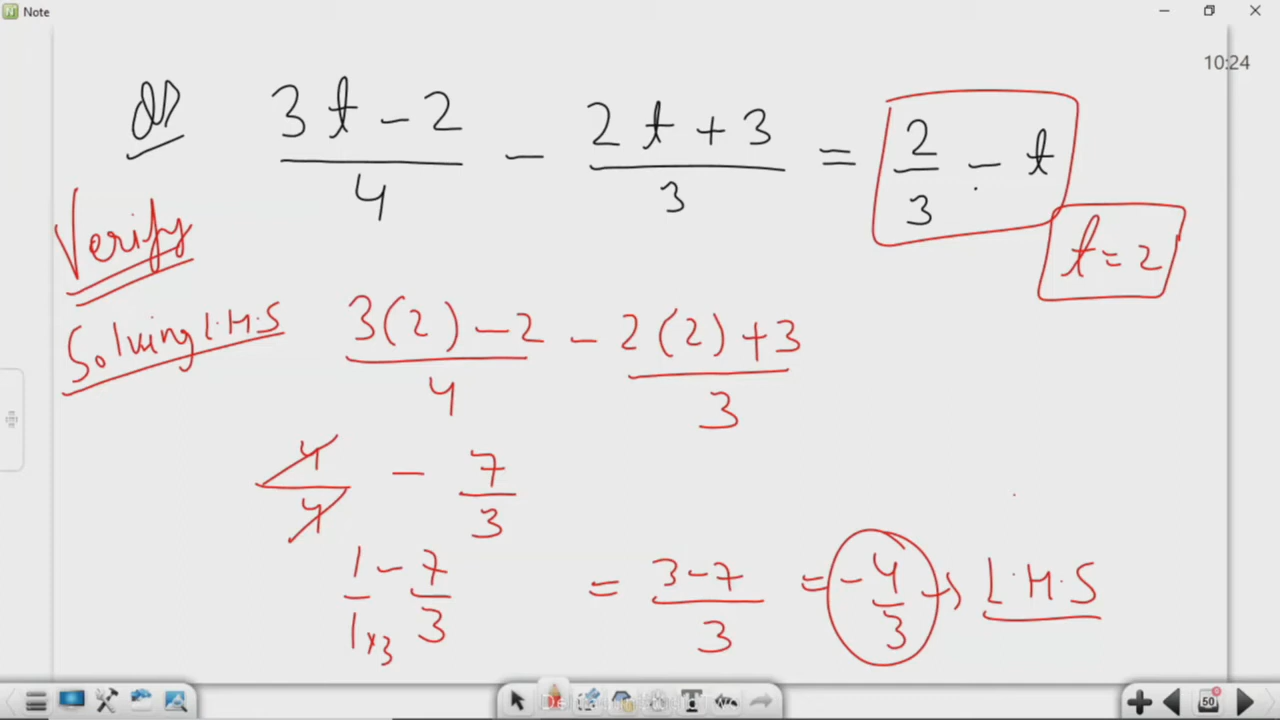 Note
10:24
Q) (3t - 2)/4 - (2t + 3)/3 = 2/3 - t
Verify
t = 2
Solving L.H.S (3(2) - 2)/4 - (2(2) + 3)/3
4/4 - 7/3
1/1×3 - 7/3 = (3 - 7)/3 = -4/3 → L.H.S
50